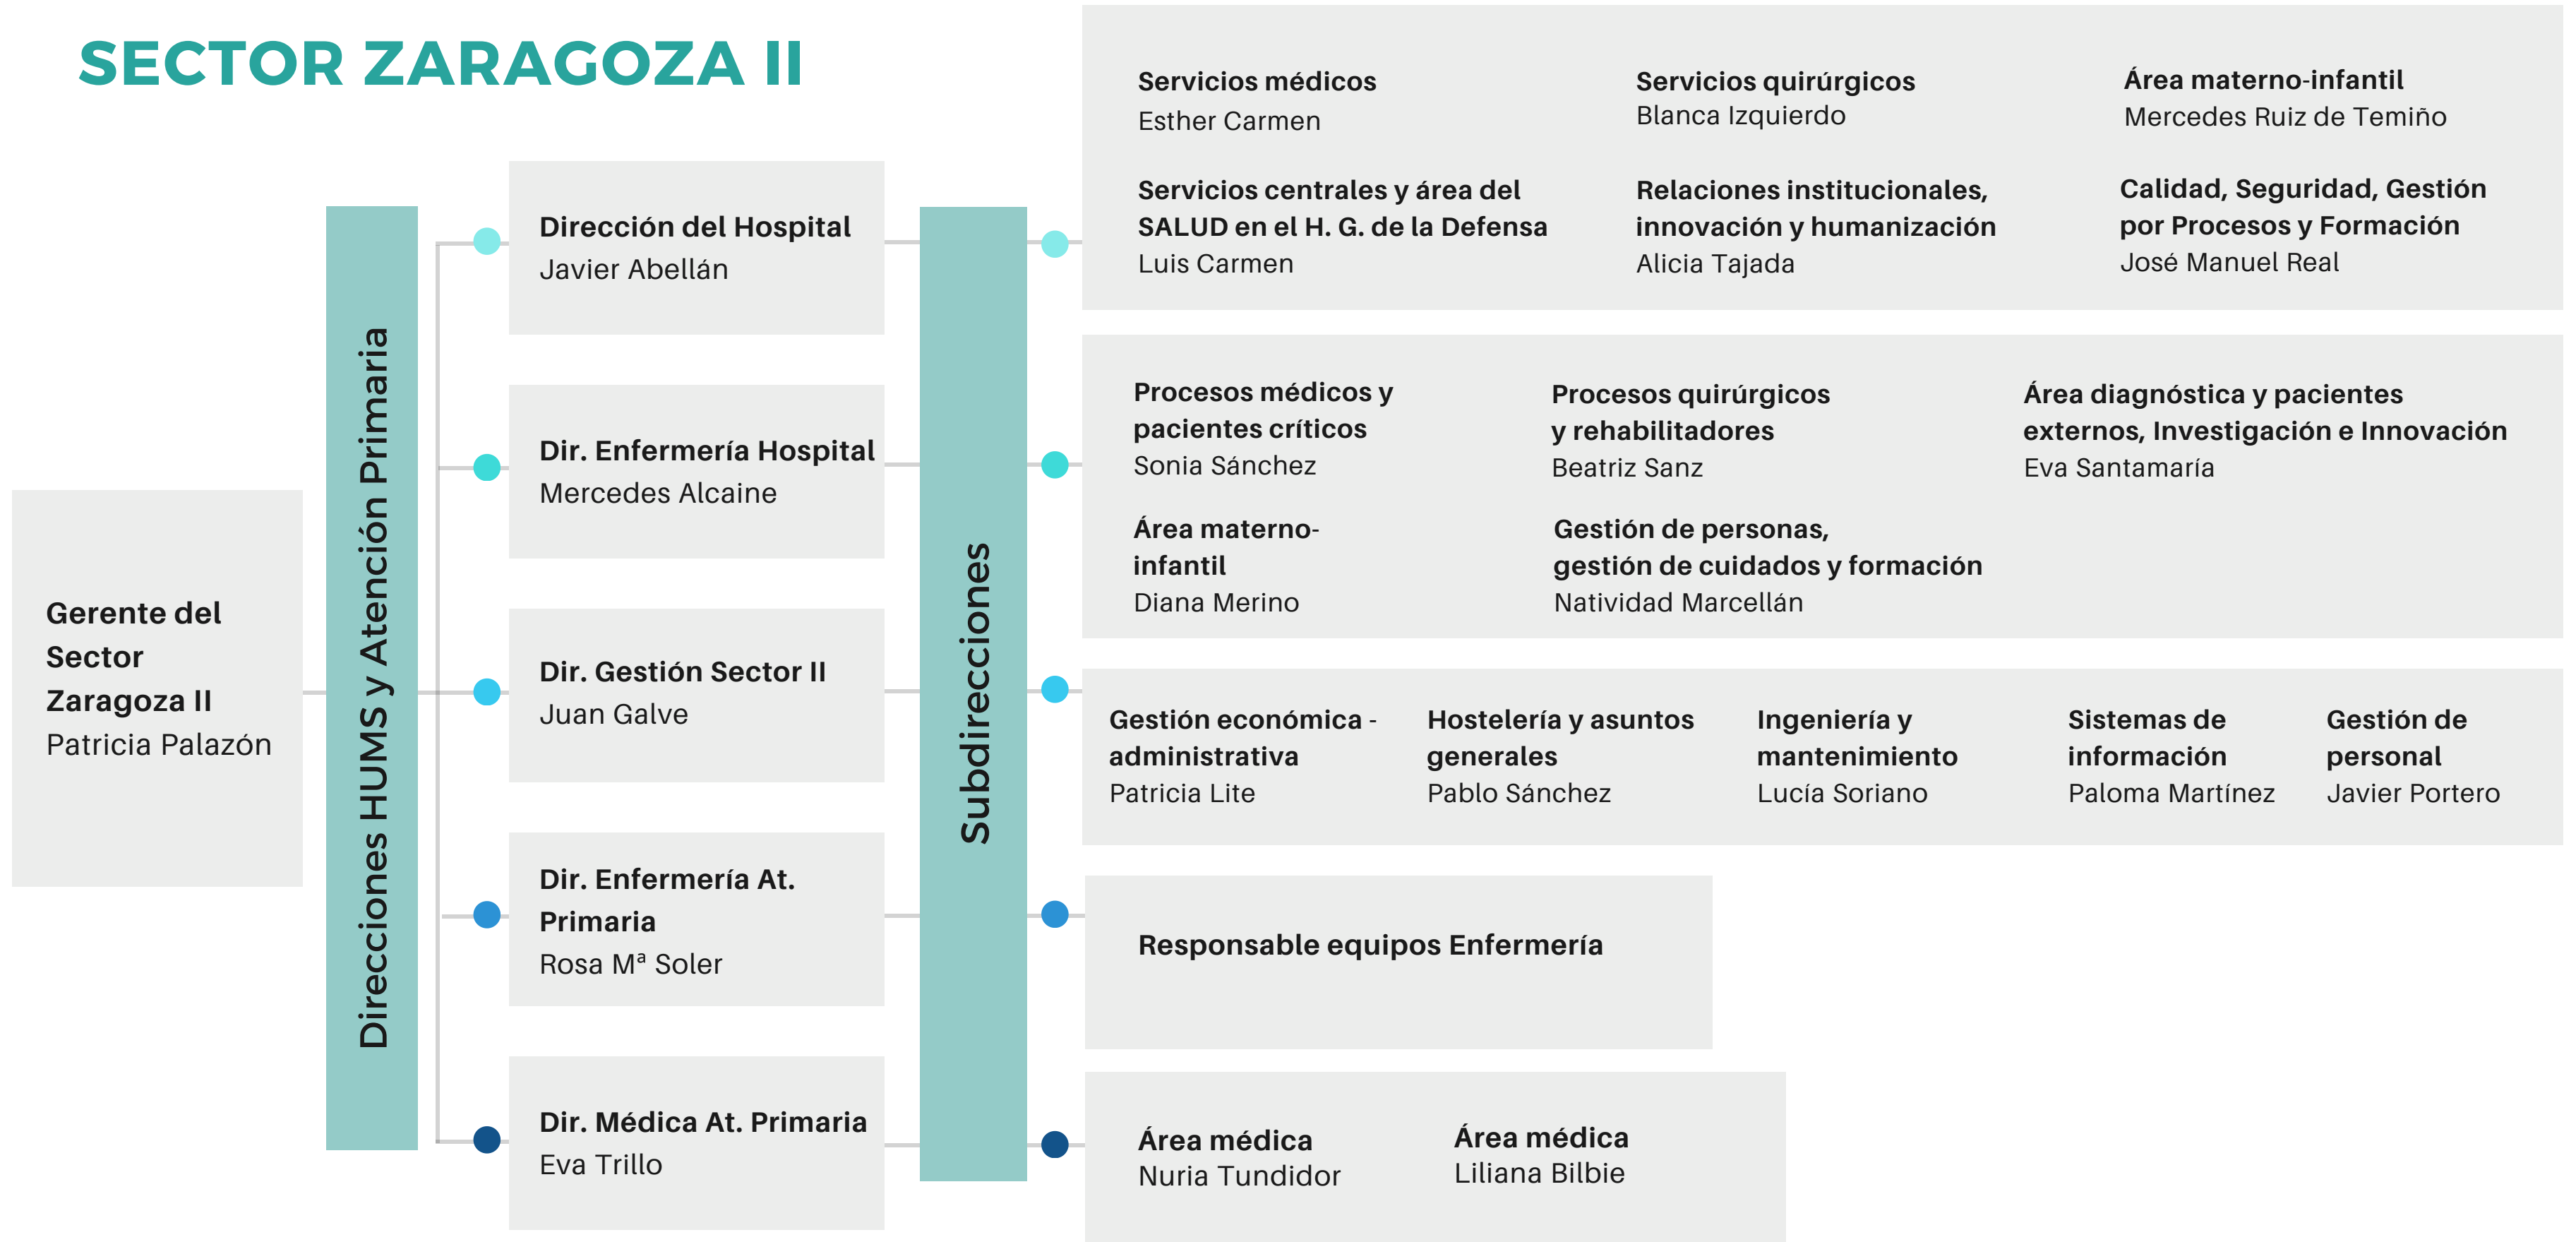 SECTOR ZARAGOZA II
Gerente del
Sector
Zaragoza II
Patricia Palazón
Direcciones HUMS y Atención Primaria
Dirección del Hospital
Javier Abellán
Dir. Enfermería Hospital
Mercedes Alcaine
Dir. Gestión Sector II
Juan Galve
Dir. Enfermería At.
Primaria
Rosa Mª Soler
Dir. Médica At. Primaria
Eva Trillo
Subdirecciones
Servicios médicos
Esther Carmen
Servicios quirúrgicos
Blanca Izquierdo
Área materno-infantil
Mercedes Ruiz de Temiño
Servicios centrales y área del
SALUD en el H. G. de la Defensa
Luis Carmen
Relaciones institucionales,
innovación y humanización
Alicia Tajada
Calidad, Seguridad, Gestión
por Procesos y Formación
José Manuel Real
Procesos médicos y
pacientes críticos
Sonia Sánchez
Procesos quirúrgicos
y rehabilitadores
Beatriz Sanz
Área diagnóstica y pacientes
externos, Investigación e Innovación
Eva Santamaría
Área materno-
infantil
Diana Merino
Gestión de personas,
gestión de cuidados y formación
Natividad Marcellán
Gestión económica -
administrativa
Patricia Lite
Hostelería y asuntos
generales
Pablo Sánchez
Ingeniería y
mantenimiento
Lucía Soriano
Sistemas de
información
Paloma Martínez
Gestión de
personal
Javier Portero
Responsable equipos Enfermería
Área médica
Nuria Tundidor
Área médica
Liliana Bilbie